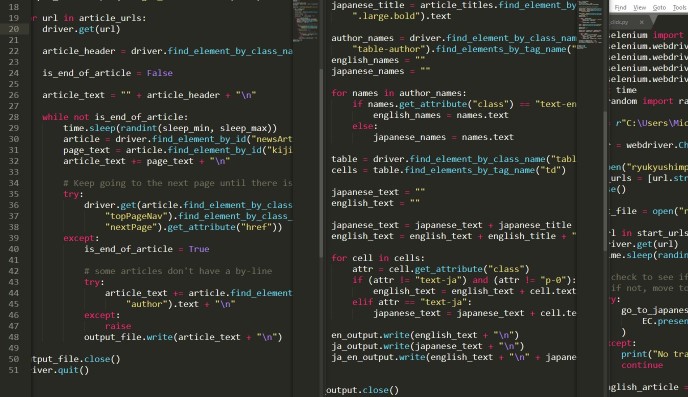 18
19 r url in article_urls:
20 driver.get(url)
21
22 article_header = driver.find_element_by_class_na
23
24 is_end_of_article = False
25
26 article_text = "" + article_header + "\n"
27
28 while not is_end_of_article:
29 time.sleep(randint(sleep_min, sleep_max))
30 article = driver.find_element_by_id("newsArt
31 page_text = article.find_element_by_id("kiji
32 article_text += page_text + "\n"
33
34 # Keep going to the next page until there is
35 try:
36 driver.get(article.find_element_by_class_
37 "topPageNav").find_element_by_class_
38 "nextPage").get_attribute("href"))
39 except:
40 is_end_of_article = True
41
42 # some articles don't have a by-line
43 try:
44 article_text += article.find_element
45 "author").text + "\n"
46 except:
47 raise
48 output_file.write(article_text + "\n")
49
50 tput_file.close()
51 iver.quit()
japanese_title = article_titles.find_element_by
".large.bold").text
author_names = driver.find_element_by_class_nam
"table-author").find_elements_by_tag_name("
english_names = ""
japanese_names = ""
for names in author_names:
if names.get_attribute("class") == "text-en
english_names = names.text
else:
japanese_names = names.text
table = driver.find_element_by_class_name("tabl
cells = table.find_elements_by_tag_name("td")
japanese_text = ""
english_text = ""
japanese_text = japanese_text + japanese_title
english_text = english_text + english_title + "
for cell in cells:
attr = cell.get_attribute("class")
if (attr != "text-ja") and (attr != "p-0"):
english_text = english_text + cell.text
elif attr == "text-ja":
japanese_text = japanese_text + cell.te
en_output.write(english_text + "\n")
ja_output.write(japanese_text + "\n")
ja_en_output.write(english_text + "\n" + japane
output.close()
Find View Goto Tools
selenium import
selenium.webdriv
selenium.webdriv
selenium.webdriv
selenium.webdriv
time
random import ra
r"C:\Users\Mic
= webdriver.Ch
pen("ryukyushimp
urls = [url.str
se()
t_file = open("r
rl in start_urls
river.get(url)
me.sleep(randin
check to see if
if not, move to
y:
go_to_japanes
EC.presen
)
cept:
print("No tra
continue
nglish_article =